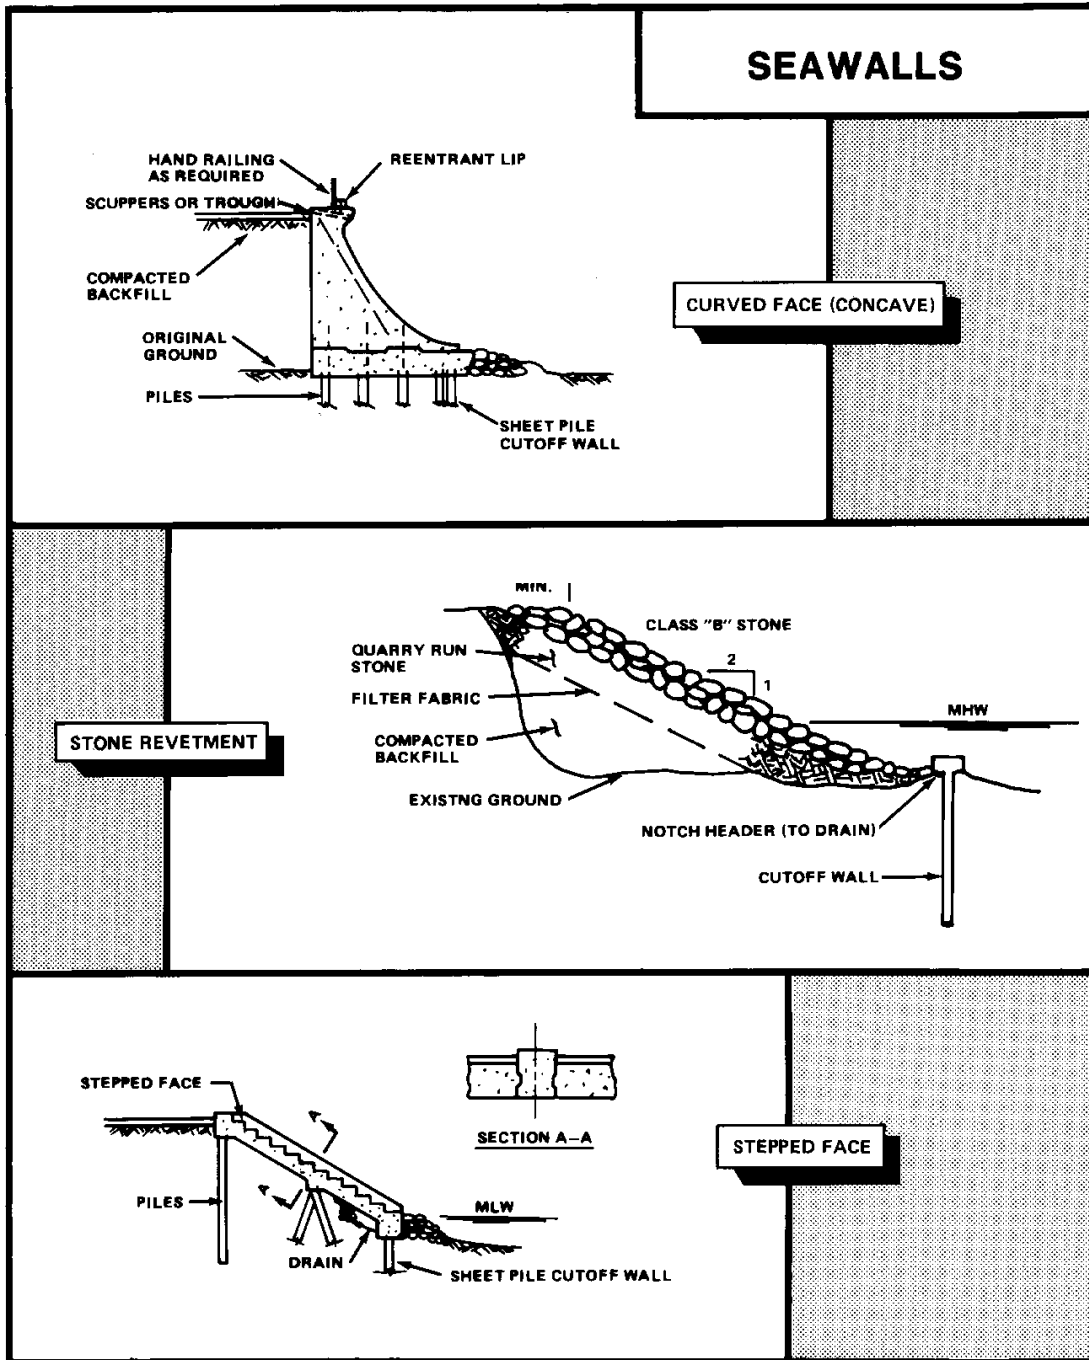 SEAWALLS
HAND RAILING
AS REQUIRED
REENTRANT LIP
SCUPPERS OR TROUGH
COMPACTED
BACKFILL
CURVED FACE (CONCAVE)
ORIGINAL
GROUND
PILES
SHEET PILE
CUTOFF WALL
MIN.
CLASS "B" STONE
QUARRY RUN
STONE
2
1
FILTER FABRIC
MHW
STONE REVETMENT
COMPACTED
BACKFILL
EXISTNG GROUND
NOTCH HEADER (TO DRAIN)
CUTOFF WALL
STEPPED FACE
A
SECTION A-A
STEPPED FACE
A
PILES
MLW
DRAIN
SHEET PILE CUTOFF WALL